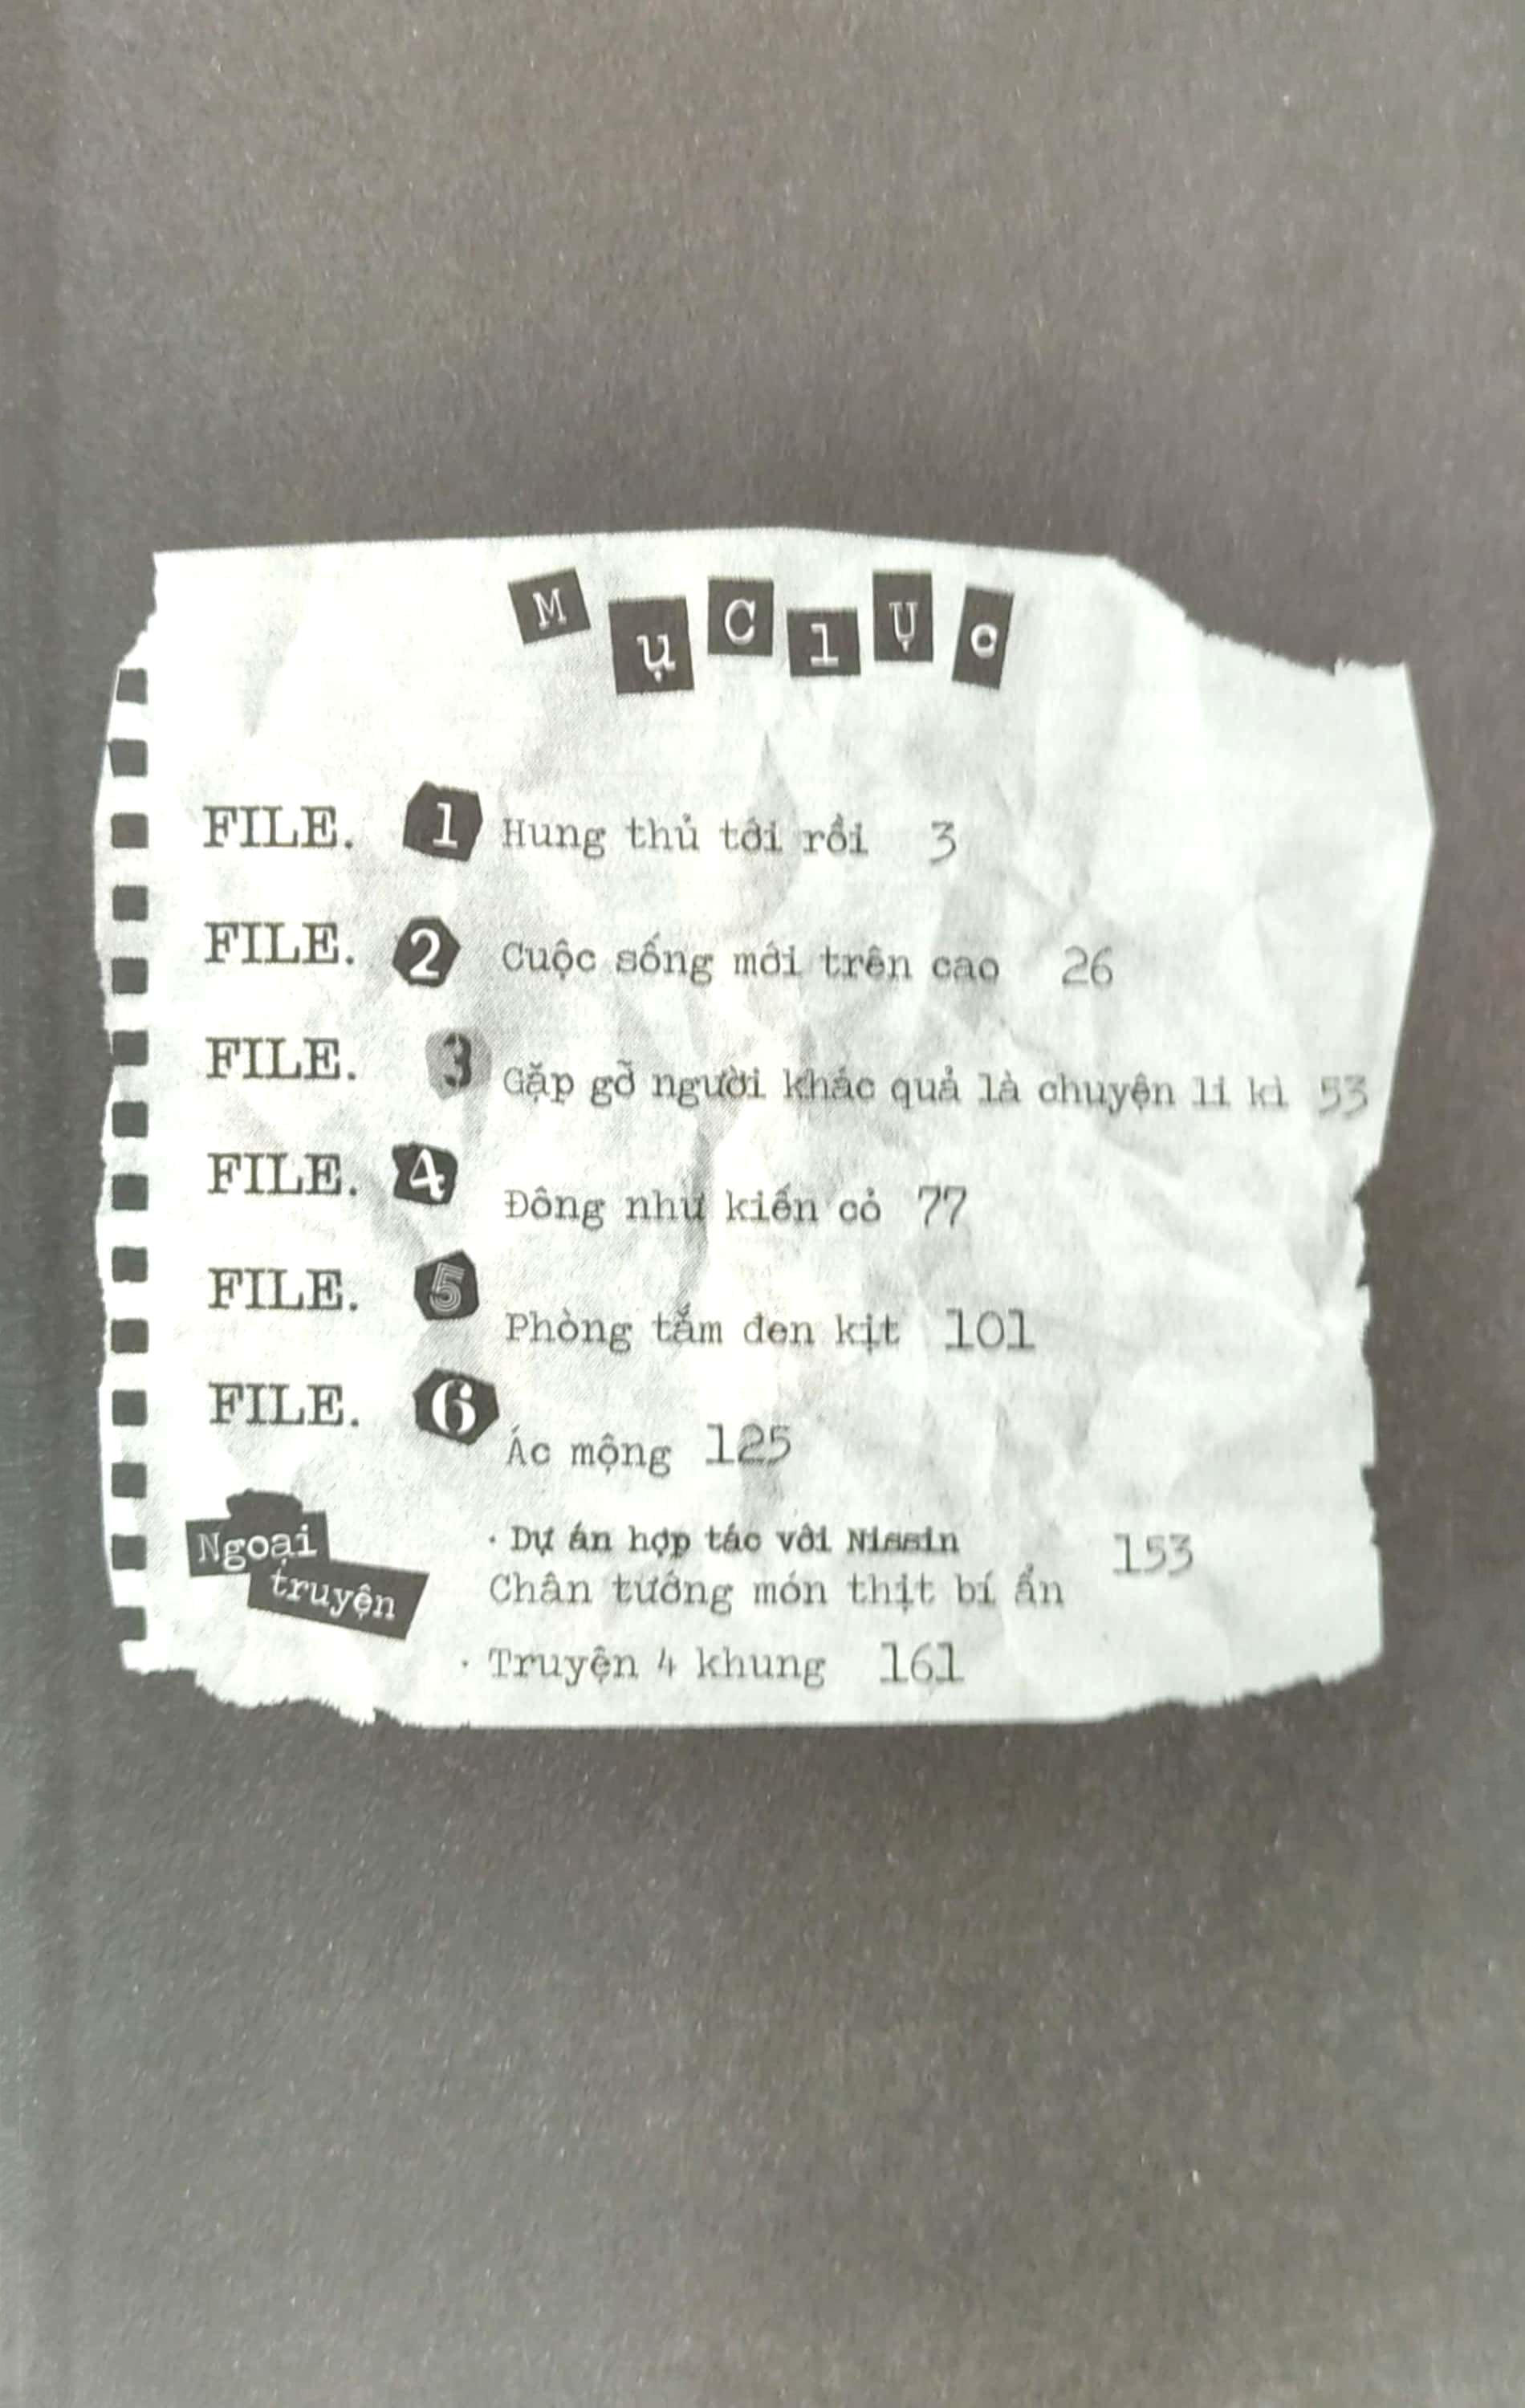 Mục lục
FILE. 1 Hung thủ tới rồi 3
FILE. 2 Cuộc sống mới trên cao 26
FILE. 3 Gặp gỡ người khác quả là chuyện li kì 53
FILE. 4 Đông như kiến cỏ 77
FILE. 5 Phòng tắm đen kịt 101
FILE. 6 Ác mộng 125
Ngoại
truyện
· Dự án hợp tác với Nissin
Chân tướng món thịt bí ẩn 153
· Truyện 4 khung 161